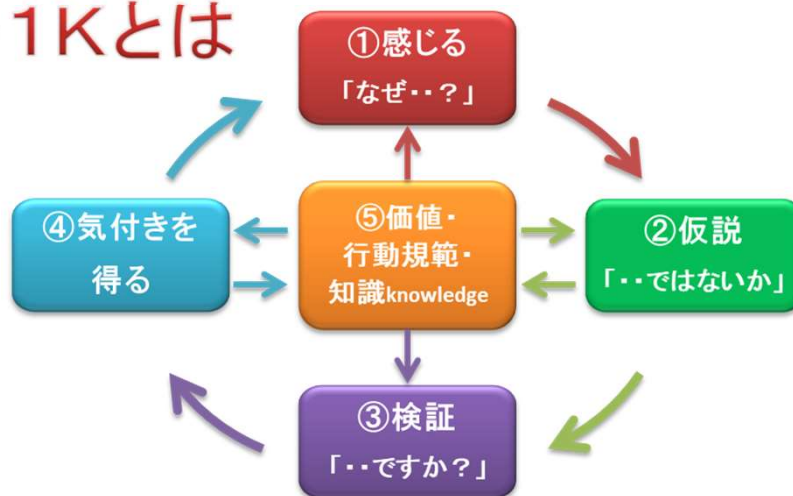 1Kとは
①感じる
「なぜ・・？」
②仮説
「・・ではないか」
③検証
「・・ですか？」
④気付きを
得る
⑤価値・
行動規範・
知識knowledge